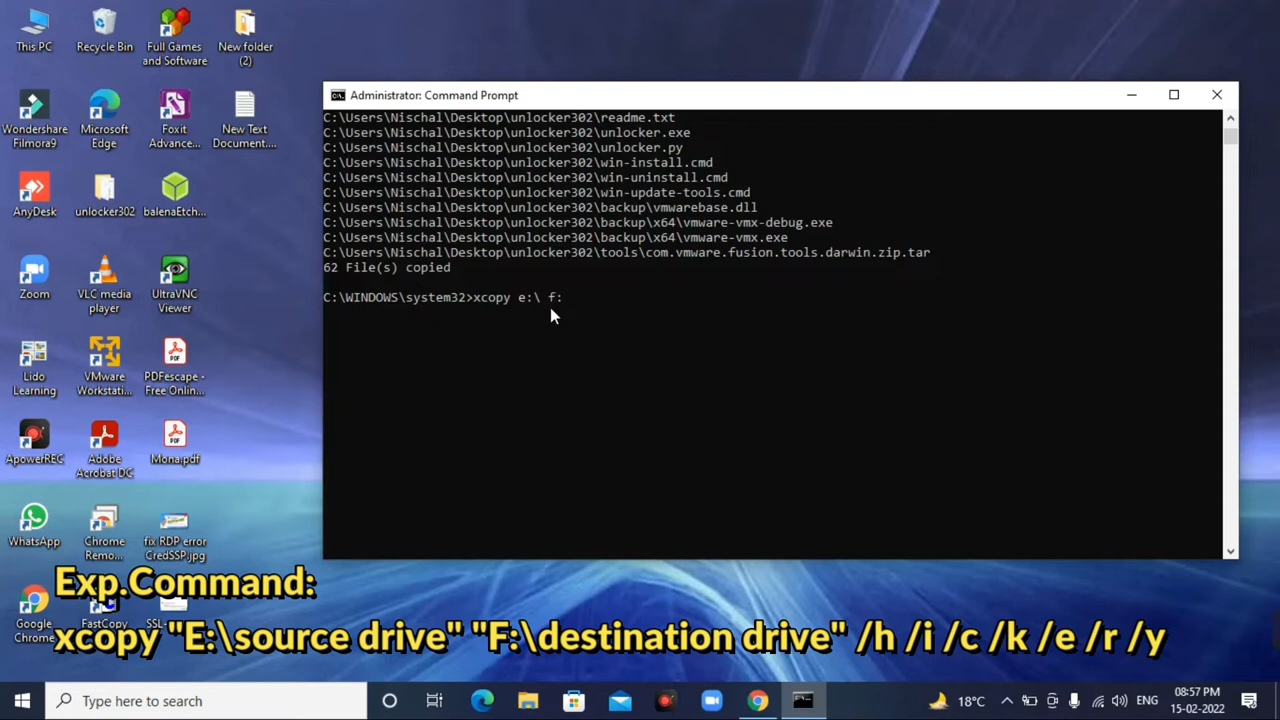 This PC
Recycle Bin
Full Games
and Software
New folder
(2)
Wondershare
Filmora9
Microsoft
Edge
Foxit
Advance...
New Text
Document....
AnyDesk
unlocker302
balenaEtch...
Zoom
VLC media
player
UltraVNC
Viewer
Lido
Learning
VMware
Workstati...
PDFescape -
Free Onlin...
ApowerREC
Adobe
Acrobat DC
Mona.pdf
WhatsApp
Chrome
Remo...
fix RDP error
CredSSP.jpg
Google
Chrome
FastCopy
Administrator: Command Prompt
C:\Users\Nischal\Desktop\unlocker302\readme.txt
C:\Users\Nischal\Desktop\unlocker302\unlocker.exe
C:\Users\Nischal\Desktop\unlocker302\unlocker.py
C:\Users\Nischal\Desktop\unlocker302\win-install.cmd
C:\Users\Nischal\Desktop\unlocker302\win-uninstall.cmd
C:\Users\Nischal\Desktop\unlocker302\win-update-tools.cmd
C:\Users\Nischal\Desktop\unlocker302\backup\vmwarebase.dll
C:\Users\Nischal\Desktop\unlocker302\backup\x64\vmware-vmx-debug.exe
C:\Users\Nischal\Desktop\unlocker302\backup\x64\vmware-vmx.exe
C:\Users\Nischal\Desktop\unlocker302\tools\com.vmware.fusion.tools.darwin.zip.tar
62 File(s) copied
C:\WINDOWS\system32>xcopy e:\ f:
Exp.Command:
xcopy "E:\source drive" "F:\destination drive" /h /i /c /k /e /r /y
Type here to search
18°C
ENG
08:57 PM
15-02-2022